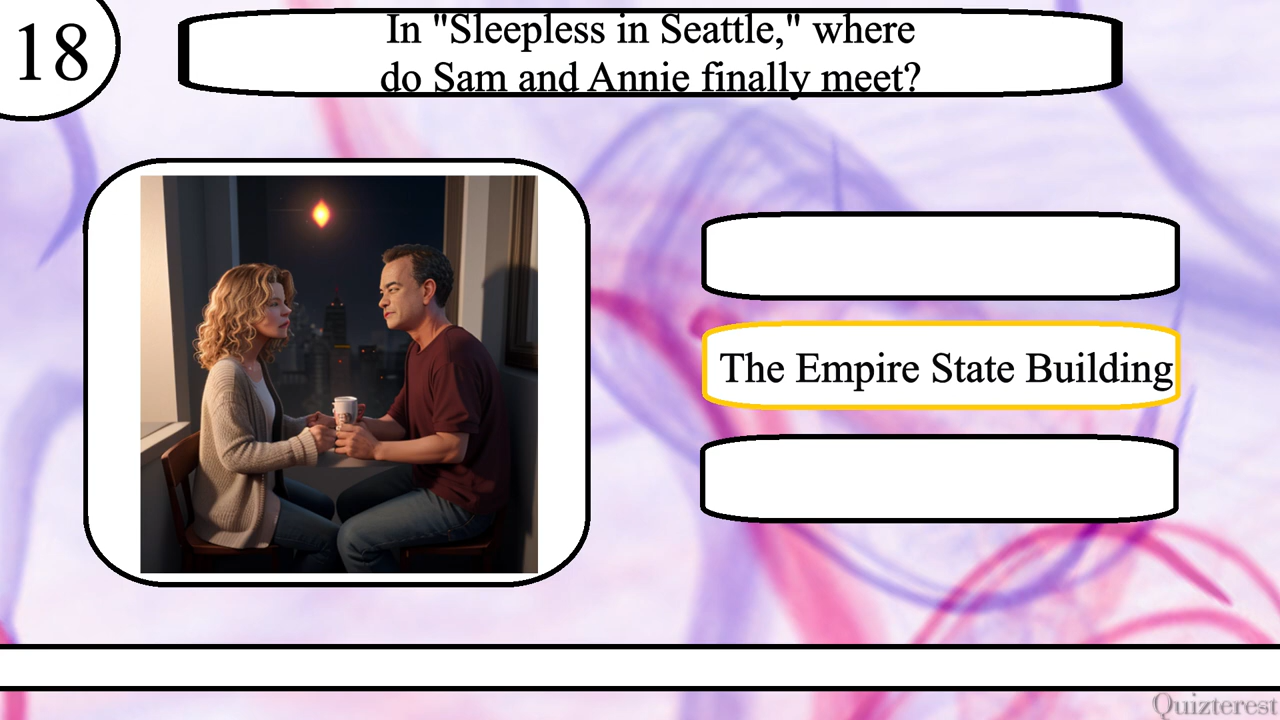 18
In "Sleepless in Seattle," where
do Sam and Annie finally meet?
The Empire State Building
Quizterest